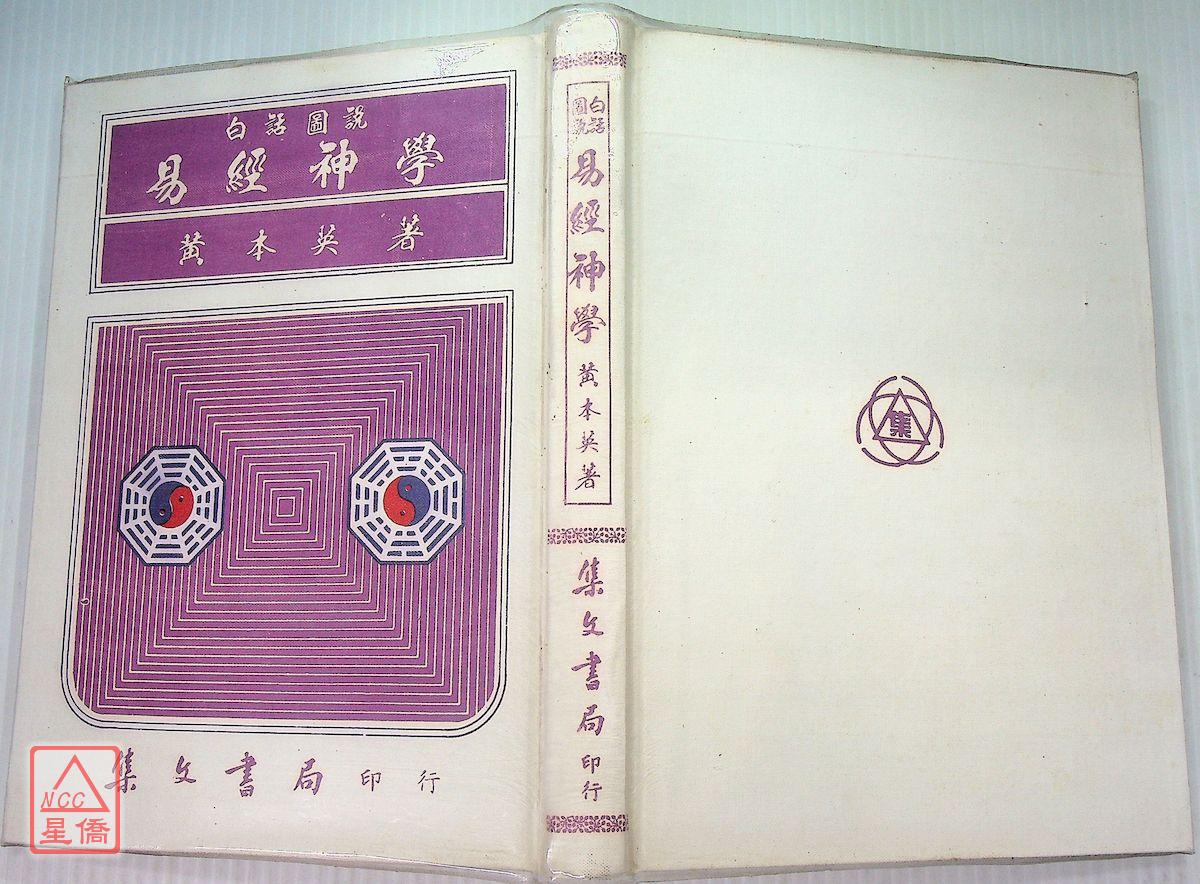 白話圖說
易經神學
黃本英著
集文書局印行
白話
圖說
易經神學
黃本英著
集文書局
印行
集
NCC
星僑